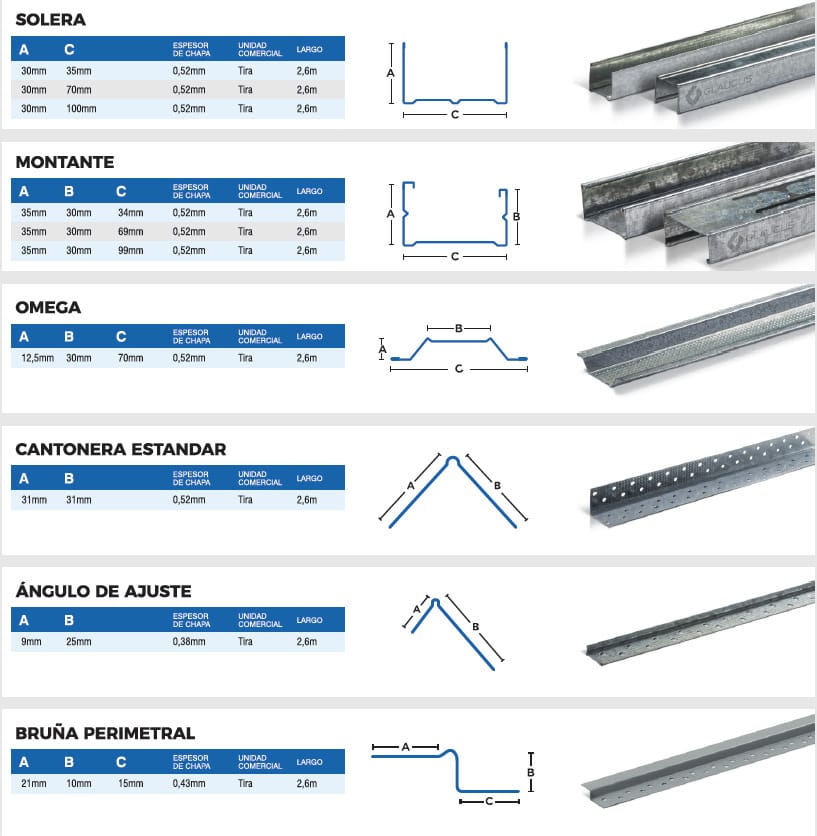 SOLERA
A C ESPESOR DE CHAPA UNIDAD COMERCIAL LARGO
30mm 35mm 0,52mm Tira 2,6m
30mm 70mm 0,52mm Tira 2,6m
30mm 100mm 0,52mm Tira 2,6m
A
C
GLAUCUS
MONTANTE
A B C ESPESOR DE CHAPA UNIDAD COMERCIAL LARGO
35mm 30mm 34mm 0,52mm Tira 2,6m
35mm 30mm 69mm 0,52mm Tira 2,6m
35mm 30mm 99mm 0,52mm Tira 2,6m
A
B
C
GLAUCUS
OMEGA
A B C ESPESOR DE CHAPA UNIDAD COMERCIAL LARGO
12,5mm 30mm 70mm 0,52mm Tira 2,6m
B
A
C
CANTONERA ESTANDAR
A B ESPESOR DE CHAPA UNIDAD COMERCIAL LARGO
31mm 31mm 0,52mm Tira 2,6m
A B
ÁNGULO DE AJUSTE
A B ESPESOR DE CHAPA UNIDAD COMERCIAL LARGO
9mm 25mm 0,38mm Tira 2,6m
A
B
BRUÑA PERIMETRAL
A B C ESPESOR DE CHAPA UNIDAD COMERCIAL LARGO
21mm 10mm 15mm 0,43mm Tira 2,6m
A
B
C